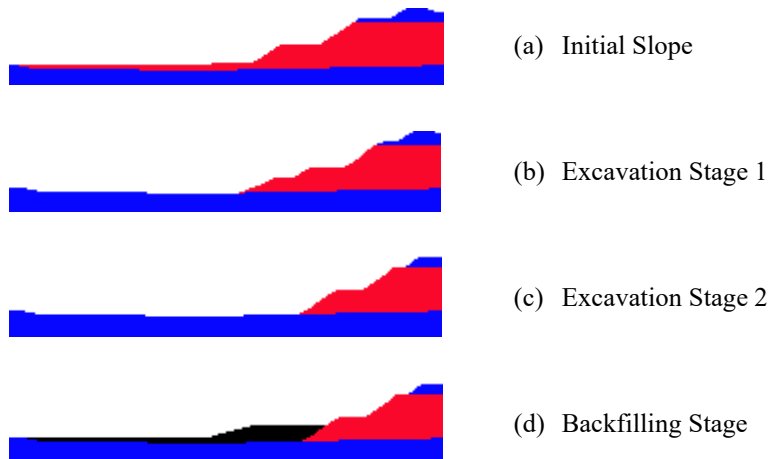 (a) Initial Slope
(b) Excavation Stage 1
(c) Excavation Stage 2
(d) Backfilling Stage